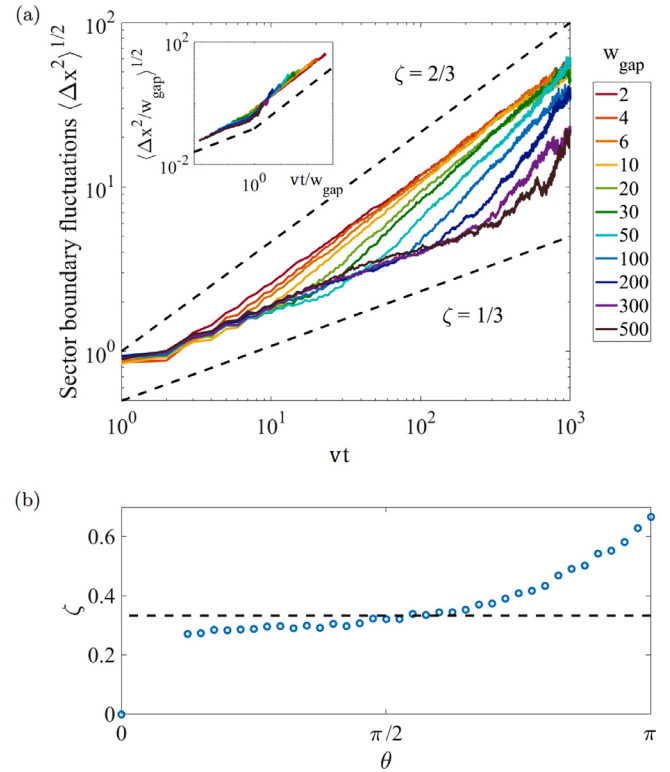 (a)
Sector boundary fluctuations ⟨Δx²⟩^1/2
10²
10¹
10⁰
10⁰
10¹
10²
10³
vt
⟨Δx²/w_gap⟩^1/2
10²
10⁻²
10⁰
vt/w_gap
ζ = 2/3
ζ = 1/3
w_gap
2
4
6
10
20
30
50
100
200
300
500
(b)
ζ
0.6
0.4
0.2
0
0
π/2
π
θ